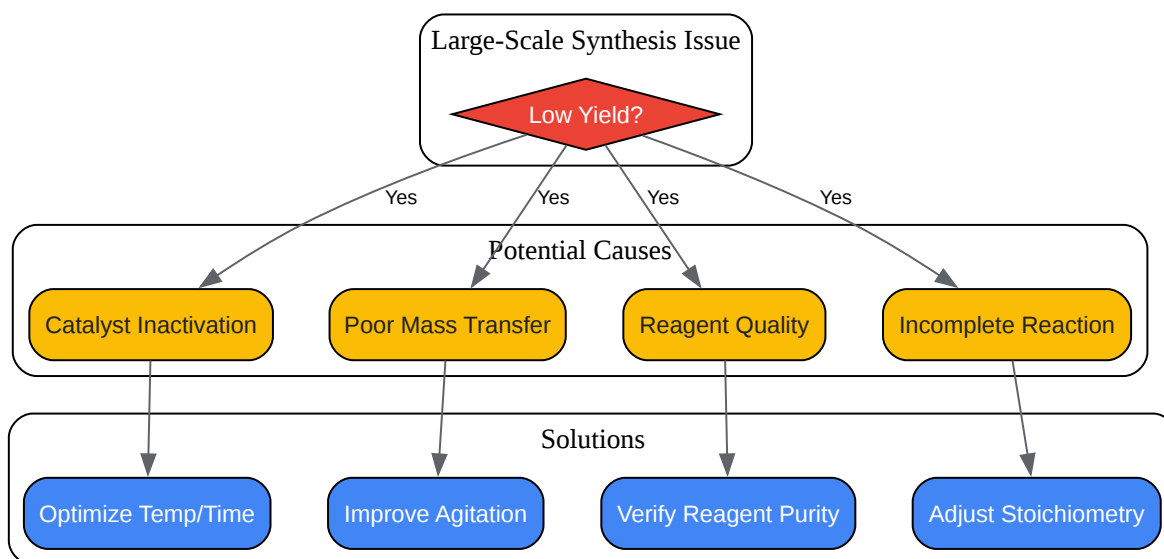 Large-Scale Synthesis Issue
Low Yield?
Yes
Yes
Yes
Yes
Potential Causes
Catalyst Inactivation
Poor Mass Transfer
Reagent Quality
Incomplete Reaction
Solutions
Optimize Temp/Time
Improve Agitation
Verify Reagent Purity
Adjust Stoichiometry